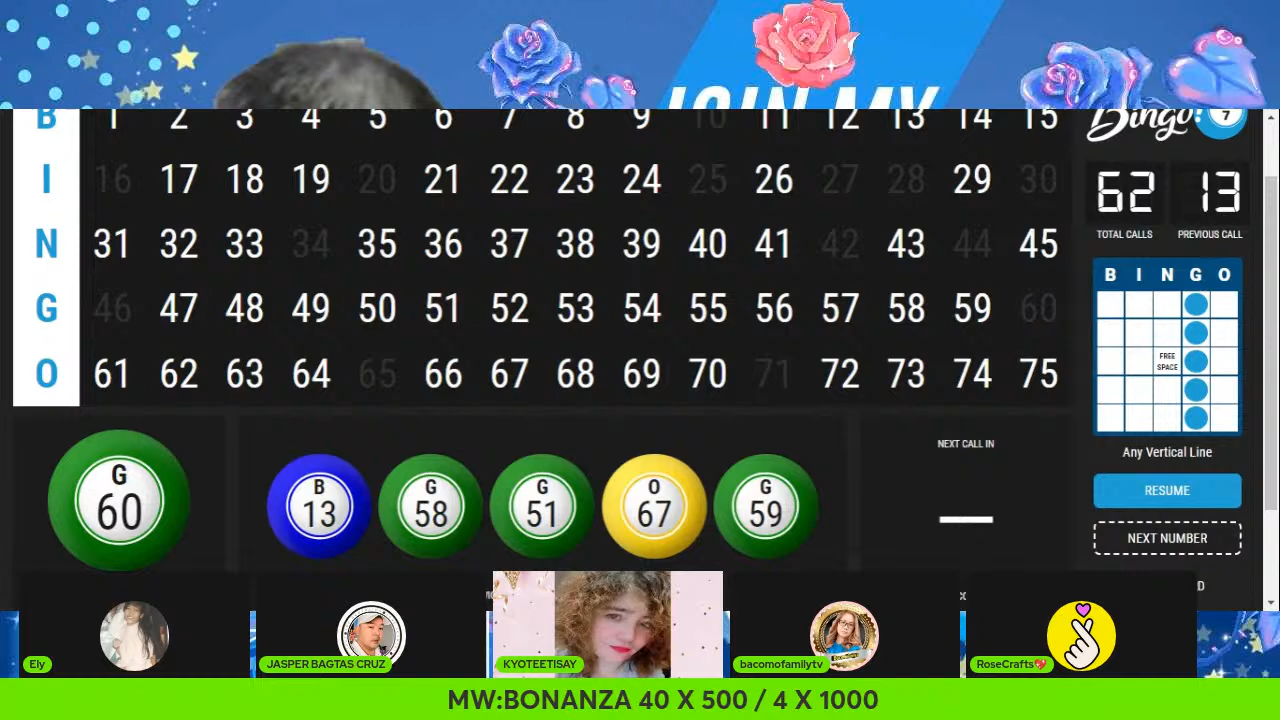 JOIN MY
B 1 2 3 4 5 6 7 8 9 10 11 12 13 14 15
I 16 17 18 19 20 21 22 23 24 25 26 27 28 29 30
N 31 32 33 34 35 36 37 38 39 40 41 42 43 44 45
G 46 47 48 49 50 51 52 53 54 55 56 57 58 59 60
O 61 62 63 64 65 66 67 68 69 70 71 72 73 74 75
Bingo! 7
62 13
TOTAL CALLS PREVIOUS CALL
B I N G O
FREE
SPACE
Any Vertical Line
RESUME
NEXT NUMBER
G 60
B 13
G 58
G 51
O 67
G 59
NEXT CALL IN
Ely
JASPER BAGTAS CRUZ
KYOTEETISAY
bacomofamilytv
RoseCrafts💖
MW:BONANZA 40 X 500 / 4 X 1000